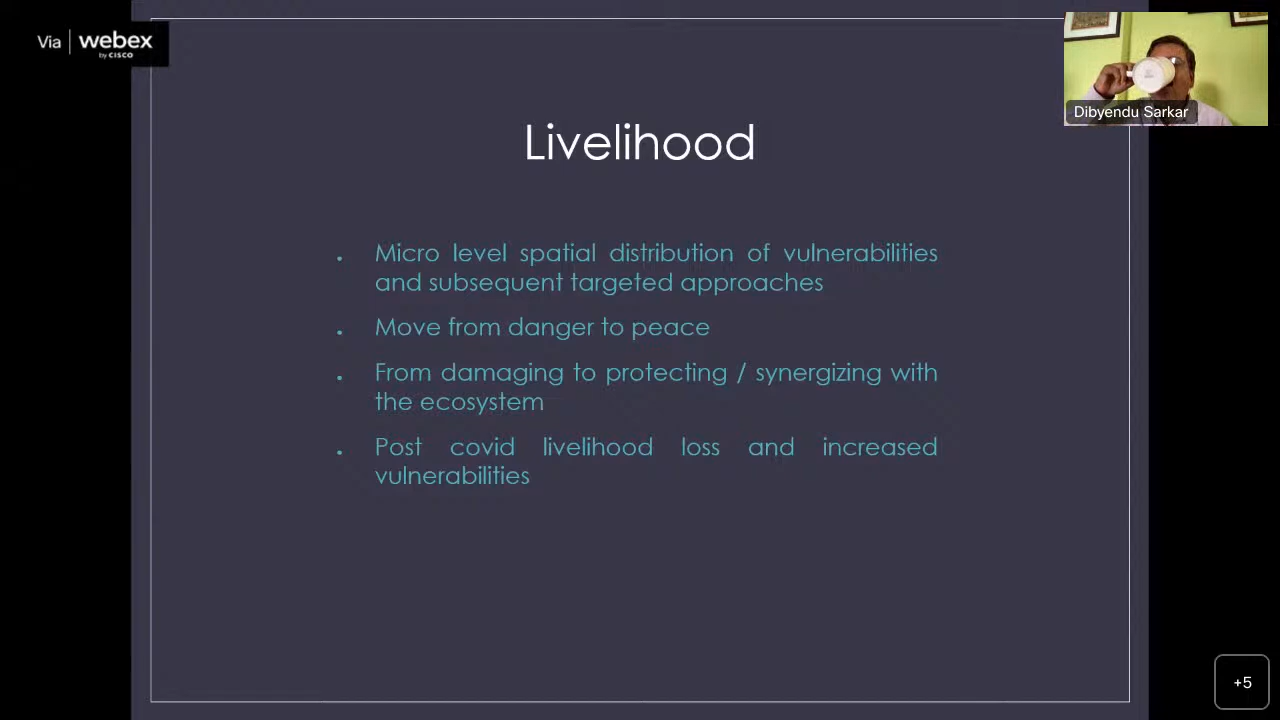 Via webex
by CISCO
Dibyendu Sarkar
Livelihood
. Micro level spatial distribution of vulnerabilities
and subsequent targeted approaches
. Move from danger to peace
. From damaging to protecting / synergizing with
the ecosystem
. Post covid livelihood loss and increased
vulnerabilities
+5